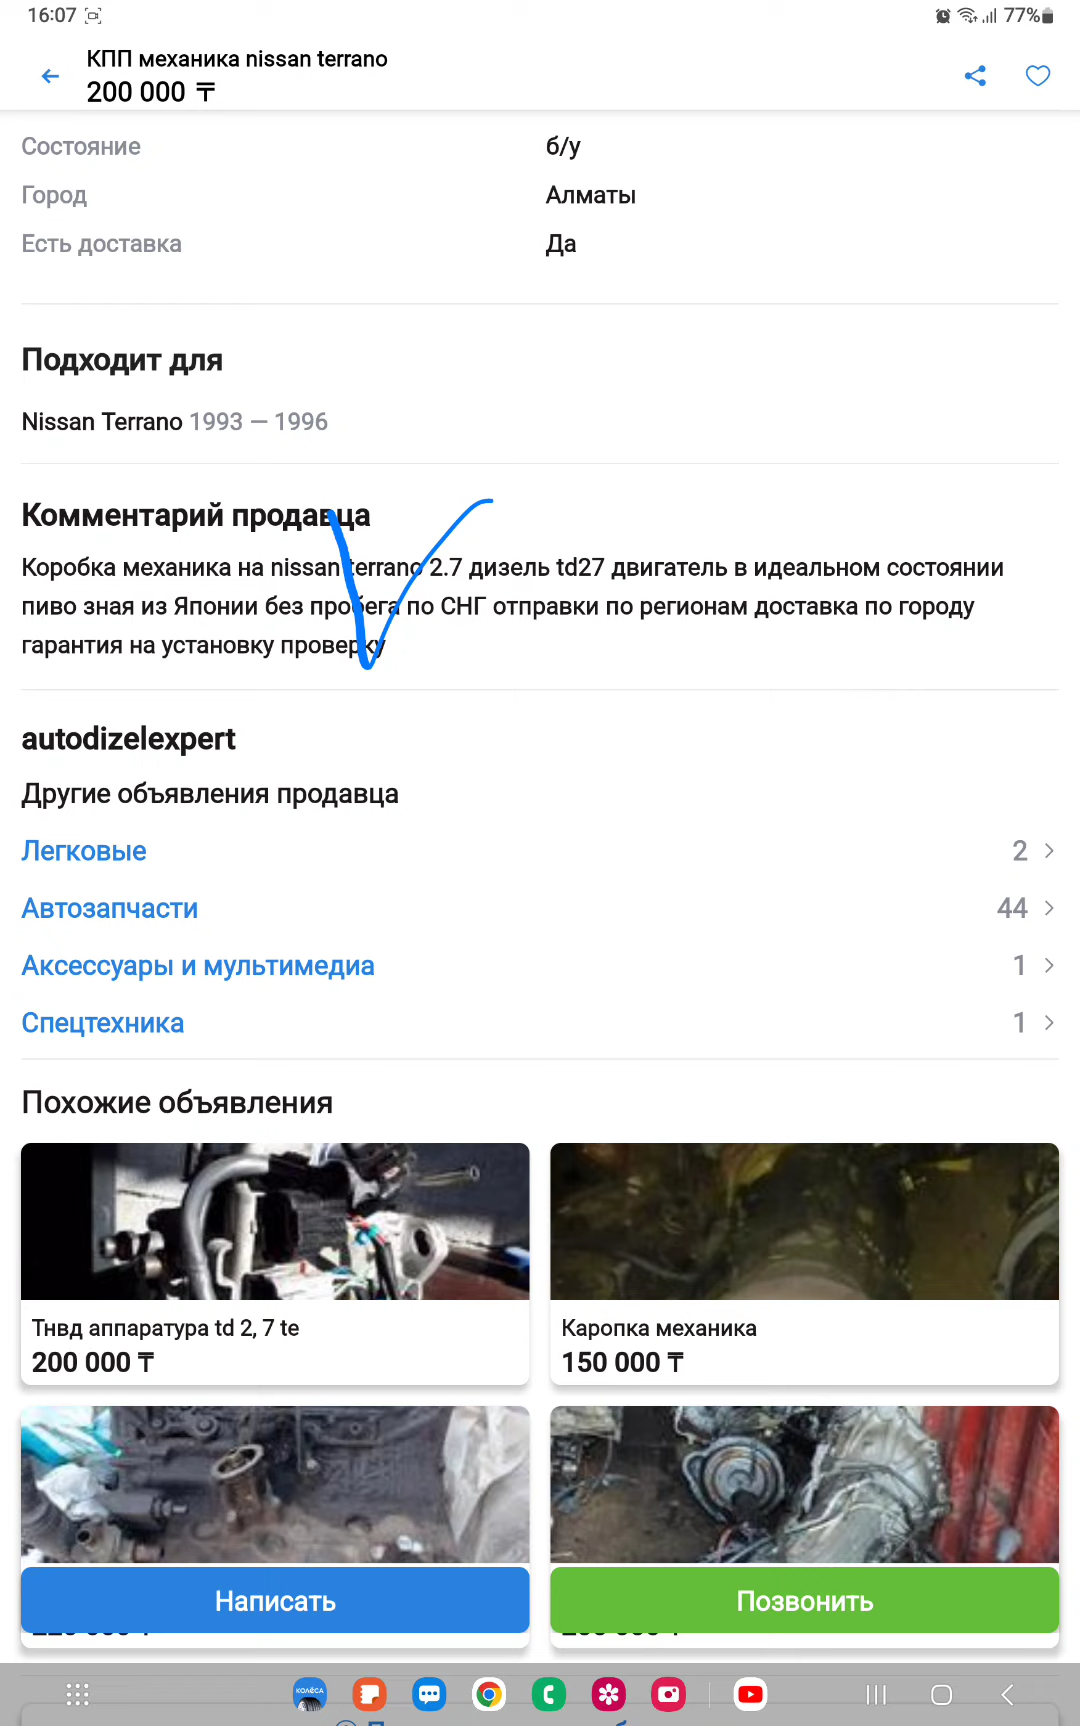 16:07
77%
КПП механика nissan terrano
200 000 ₸
Состояние б/у
Город Алматы
Есть доставка Да
Подходит для
Nissan Terrano 1993 — 1996
Комментарий продавца
Коробка механика на nissan terrano 2.7 дизель td27 двигатель в идеальном состоянии
пиво зная из Японии без пробега по СНГ отправки по регионам доставка по городу
гарантия на установку проверку
autodizelexpert
Другие объявления продавца
Легковые 2
Автозапчасти 44
Аксессуары и мультимедиа 1
Спецтехника 1
Похожие объявления
Тнвд аппаратура td 2, 7 te
200 000 ₸
Каропка механика
150 000 ₸
Написать
Позвонить
КОЛЁСА